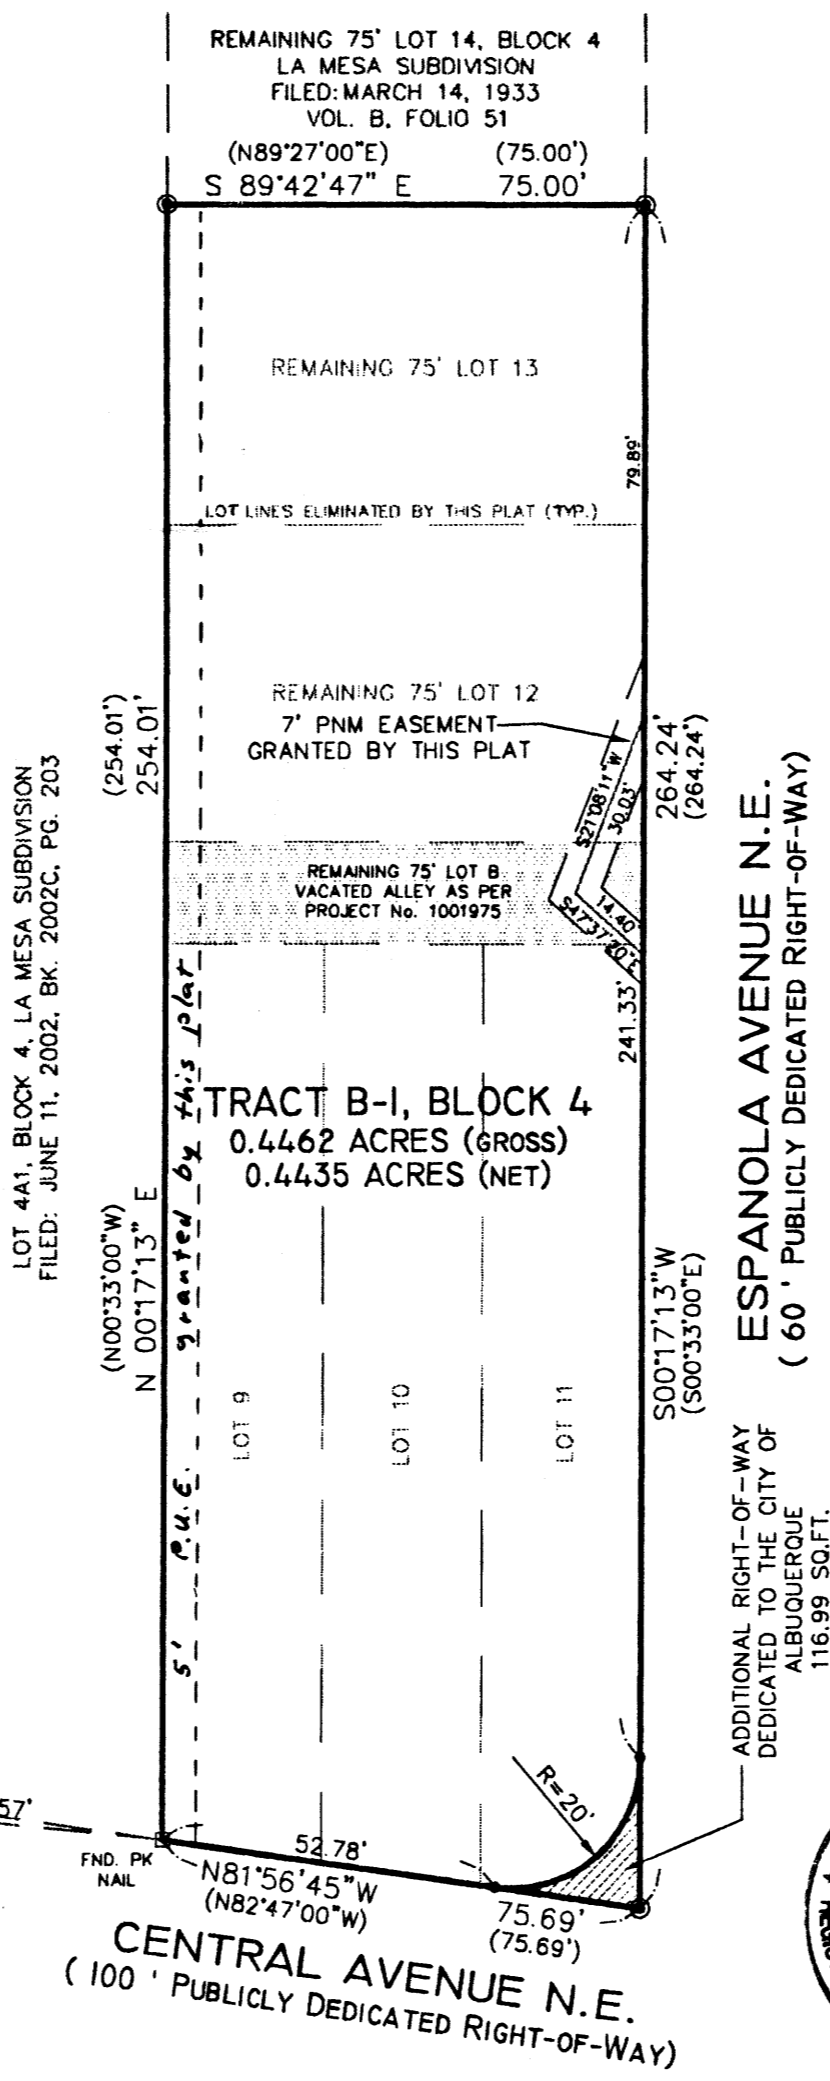 REMAINING 75' LOT 14, BLOCK 4
LA MESA SUBDIVISION
FILED: MARCH 14, 1933
VOL. B, FOLIO 51
(N89°27'00"E) (75.00')
S 89°42'47" E 75.00'
REMAINING 75' LOT 13
79.89'
LOT LINES ELIMINATED BY THIS PLAT (TYP.)
REMAINING 75' LOT 12
7' PNM EASEMENT
GRANTED BY THIS PLAT
(254.01')
254.01'
264.24'
(264.24')
S21°08'11"W
30.03'
REMAINING 75' LOT B
VACATED ALLEY AS PER
PROJECT No. 1001975
14.40'
S47°37'20"E
241.33'
LOT 4A1, BLOCK 4, LA MESA SUBDIVISION
FILED: JUNE 11, 2002, BK. 2002C, PG. 203
ESPANOLA AVENUE N.E.
( 60 ' PUBLICLY DEDICATED RIGHT-OF-WAY)
TRACT B-1, BLOCK 4
0.4462 ACRES (GROSS)
0.4435 ACRES (NET)
(N00°33'00"W)
N 00°17'13" E
5' P.U.E. granted by this plat
S00°17'13"W
(S00°33'00"E)
LOT 9
LOT 10
LOT 11
ADDITIONAL RIGHT-OF-WAY
DEDICATED TO THE CITY OF
ALBUQUERQUE
116.99 SQ.FT.
R=20'
57'
FND. PK
NAIL
52.78'
N81°56'45"W
(N82°47'00"W)
75.69'
(75.69')
CENTRAL AVENUE N.E.
( 100 ' PUBLICLY DEDICATED RIGHT-OF-WAY)